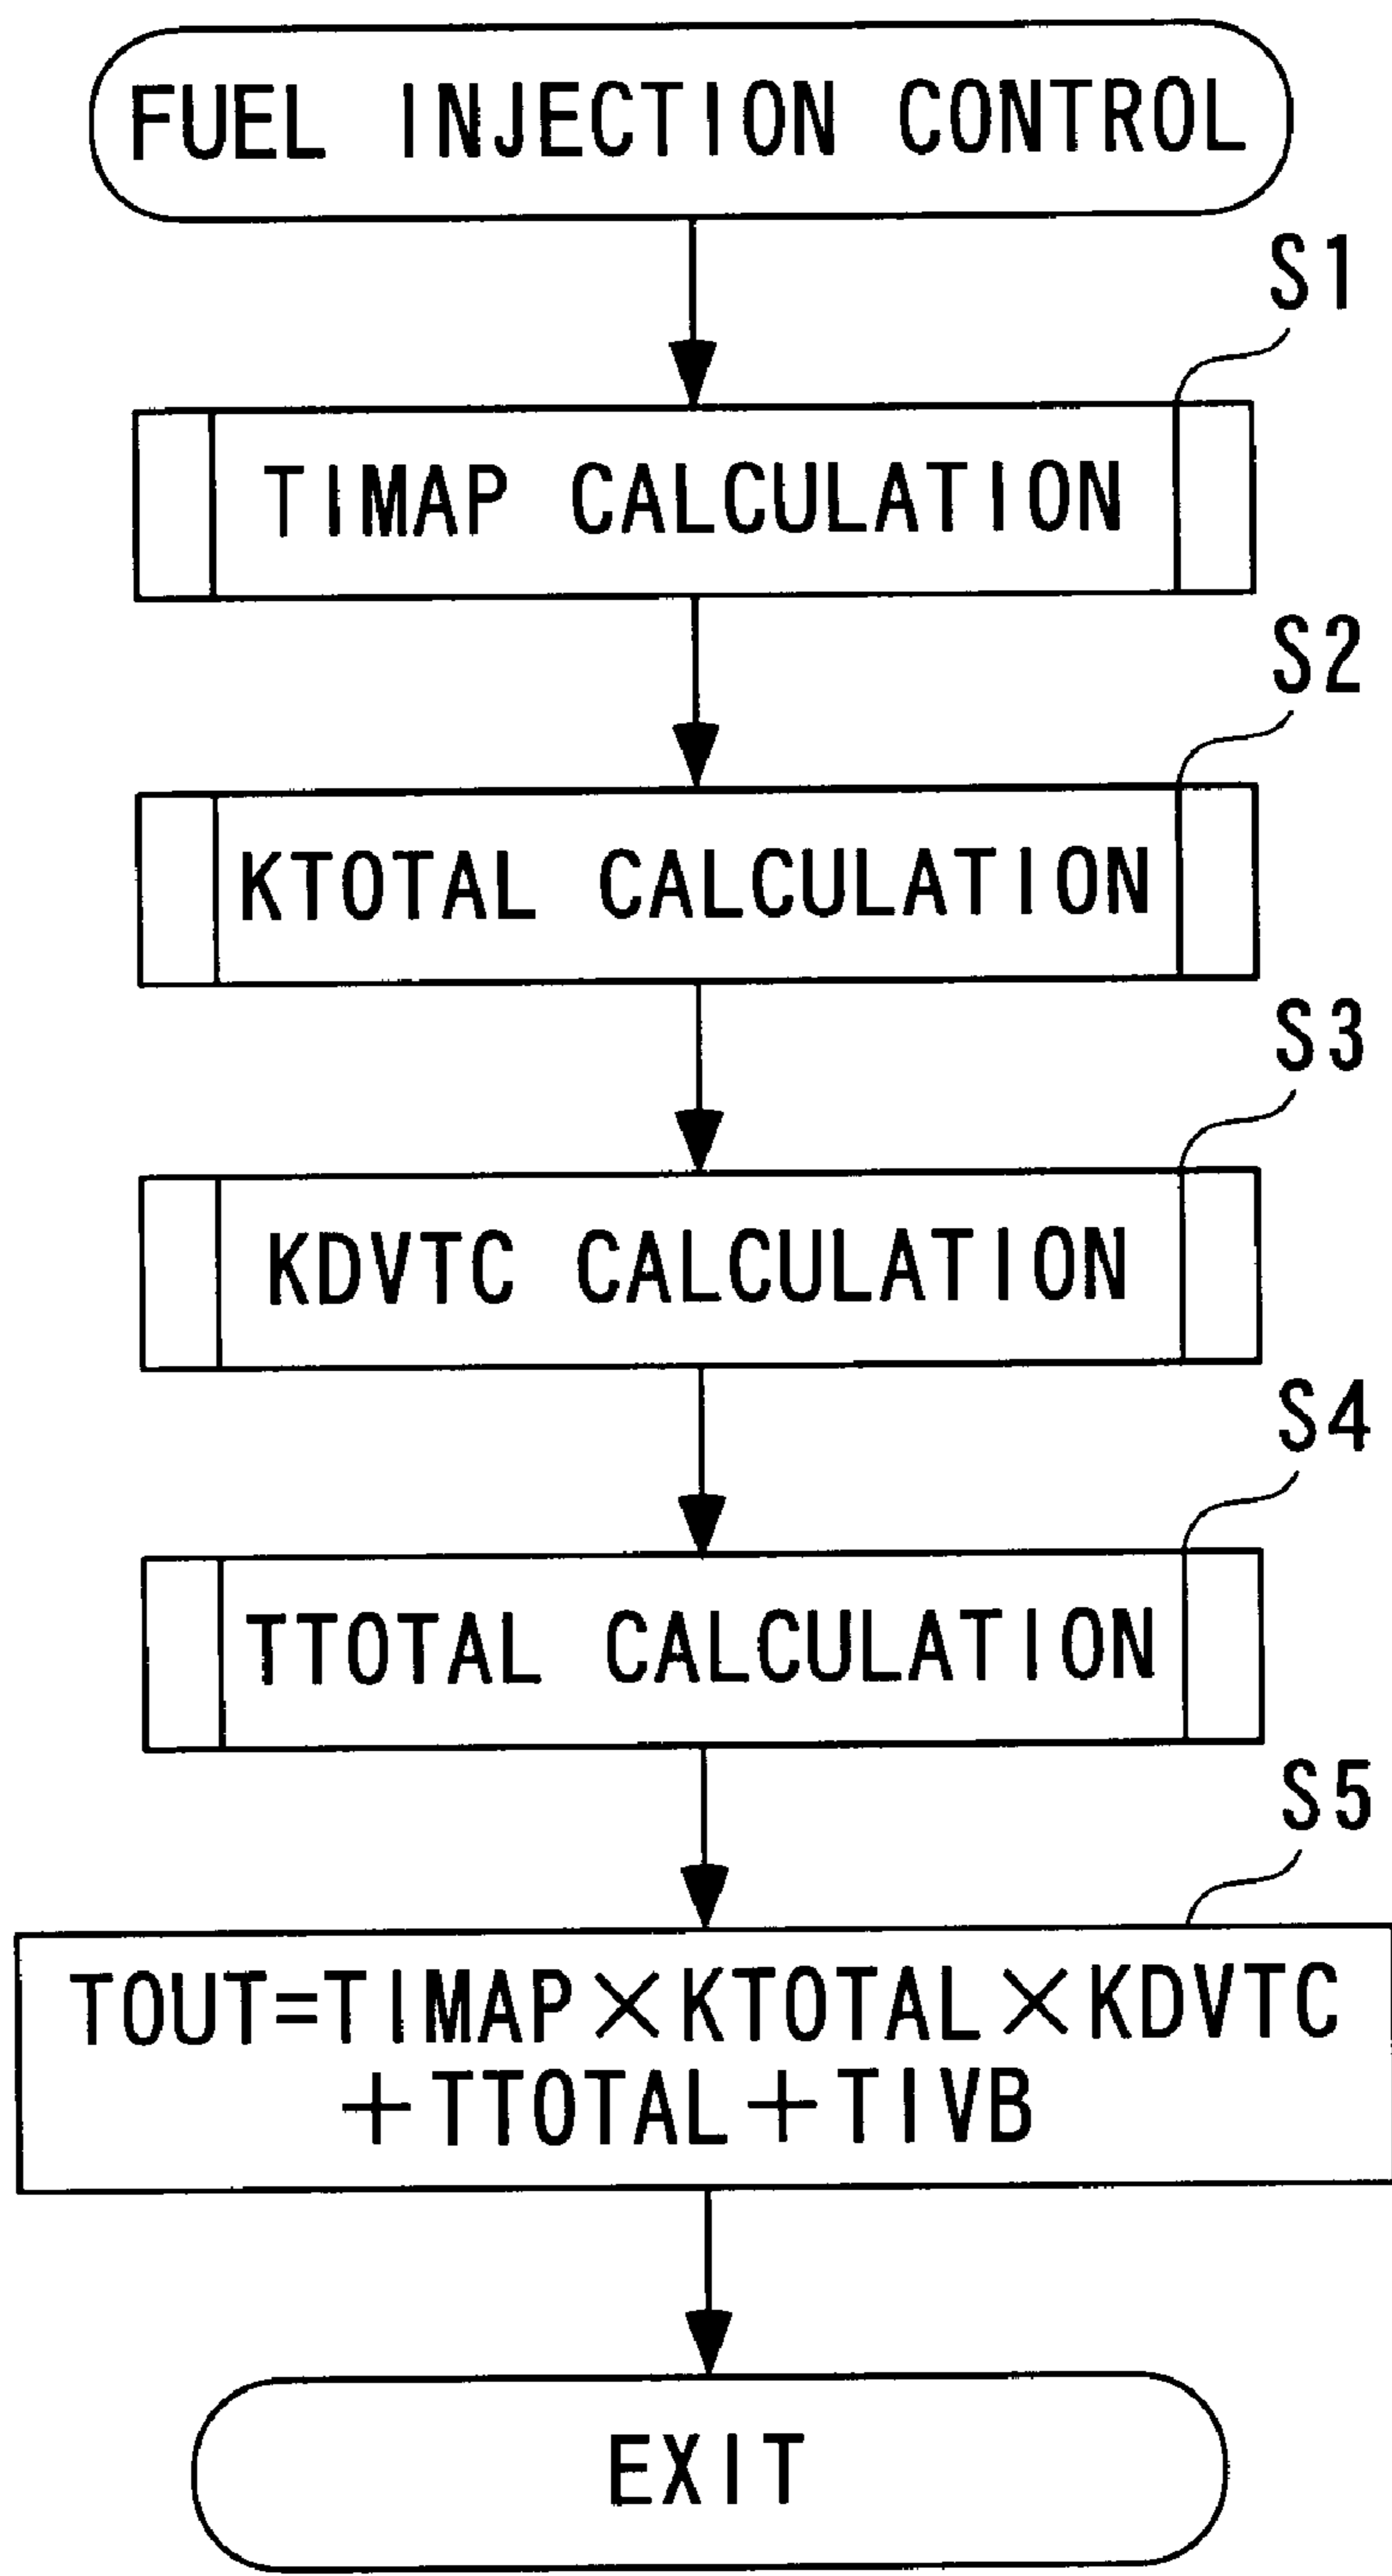 FUEL INJECTION CONTROL
S1
TIMAP CALCULATION
S2
KTOTAL CALCULATION
S3
KDVTC CALCULATION
S4
TTOTAL CALCULATION
S5
TOUT=TIMAP×KTOTAL×KDVTC
+TTOTAL+TIVB
EXIT